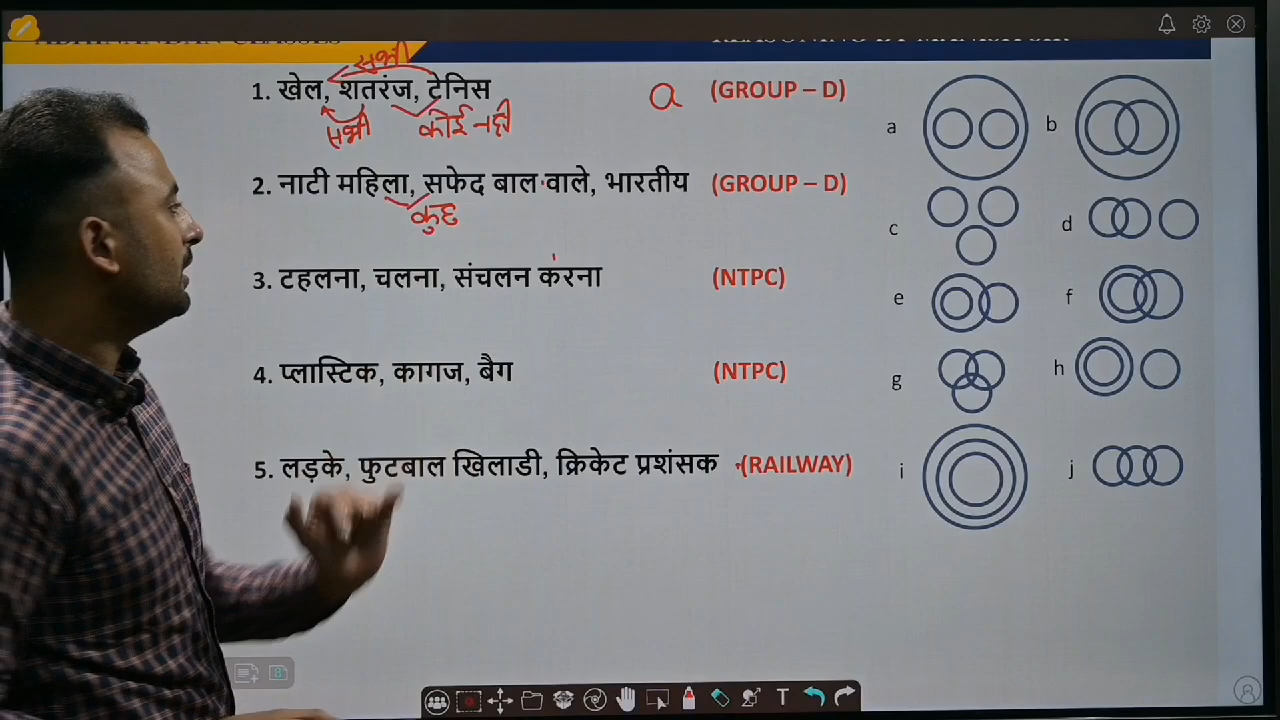 सभी
1. खेल, शतरंज, टेनिस a (GROUP – D)
सभी कोई नही
2. नाटी महिला, सफेद बाल वाले, भारतीय (GROUP – D)
कुछ
3. टहलना, चलना, संचलन करना (NTPC)
4. प्लास्टिक, कागज, बैग (NTPC)
5. लड़के, फुटबाल खिलाडी, क्रिकेट प्रशंसक (RAILWAY)
a b
c d
e f
g h
i j
T